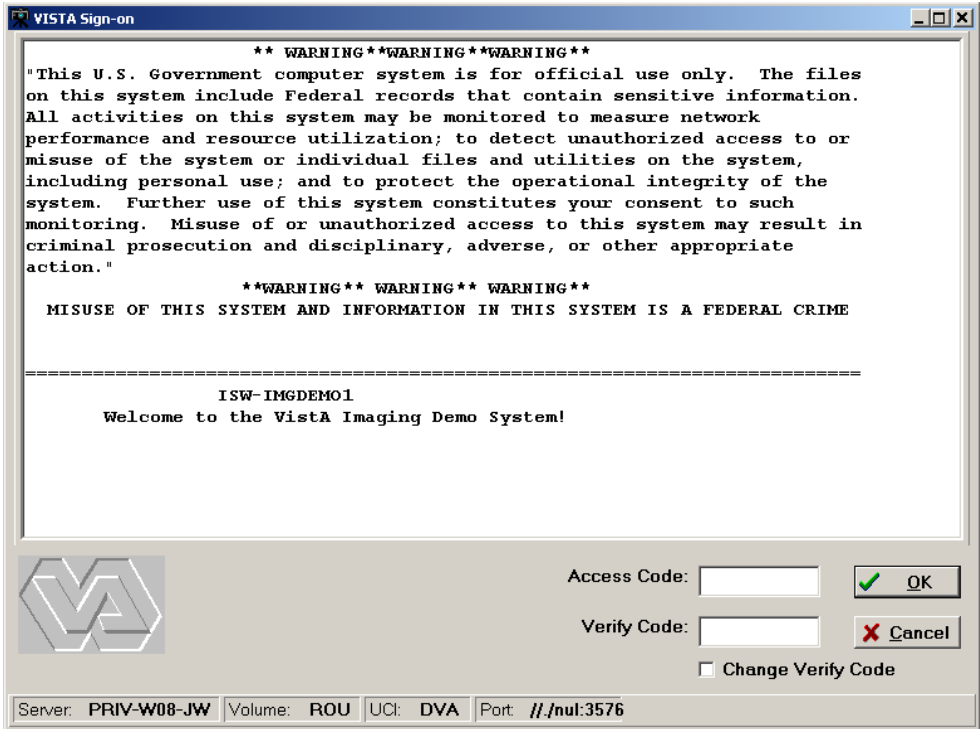 VISTA Sign-on
** WARNING**WARNING**WARNING**
"This U.S. Government computer system is for official use only.  The files
on this system include Federal records that contain sensitive information.
All activities on this system may be monitored to measure network
performance and resource utilization; to detect unauthorized access to or
misuse of the system or individual files and utilities on the system,
including personal use; and to protect the operational integrity of the
system.  Further use of this system constitutes your consent to such
monitoring.  Misuse of or unauthorized access to this system may result in
criminal prosecution and disciplinary, adverse, or other appropriate
action."
**WARNING** WARNING** WARNING**
MISUSE OF THIS SYSTEM AND INFORMATION IN THIS SYSTEM IS A FEDERAL CRIME
==========================================================================
ISW-IMGDEMO1
Welcome to the VistA Imaging Demo System!
VA
Access Code:
OK
Verify Code:
Cancel
Change Verify Code
Server: PRIV-W08-JW Volume: ROU UCI: DVA Port: //./nul:3576